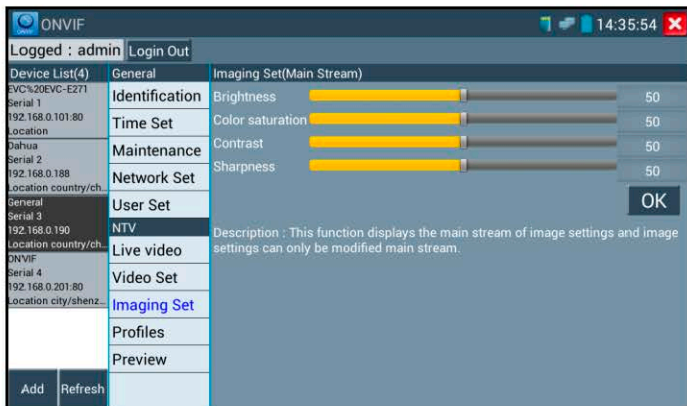 ONVIF
14:35:54
Logged : admin
Login Out
Device List(4)
EVC%20EVC-E271
Serial 1
192.168.0.101:80
Location
Dahua
Serial 2
192.168.0.188
Location country/ch...
General
Serial 3
192.168.0.190
Location country/ch...
ONVIF
Serial 4
192.168.0.201:80
Location city/shenz...
Add
Refresh
General
Identification
Time Set
Maintenance
Network Set
User Set
NTV
Live video
Video Set
Imaging Set
Profiles
Preview
Imaging Set(Main Stream)
Brightness 50
Color saturation 50
Contrast 50
Sharpness 50
OK
Description : This function displays the main stream of image settings and image
settings can only be modified main stream.